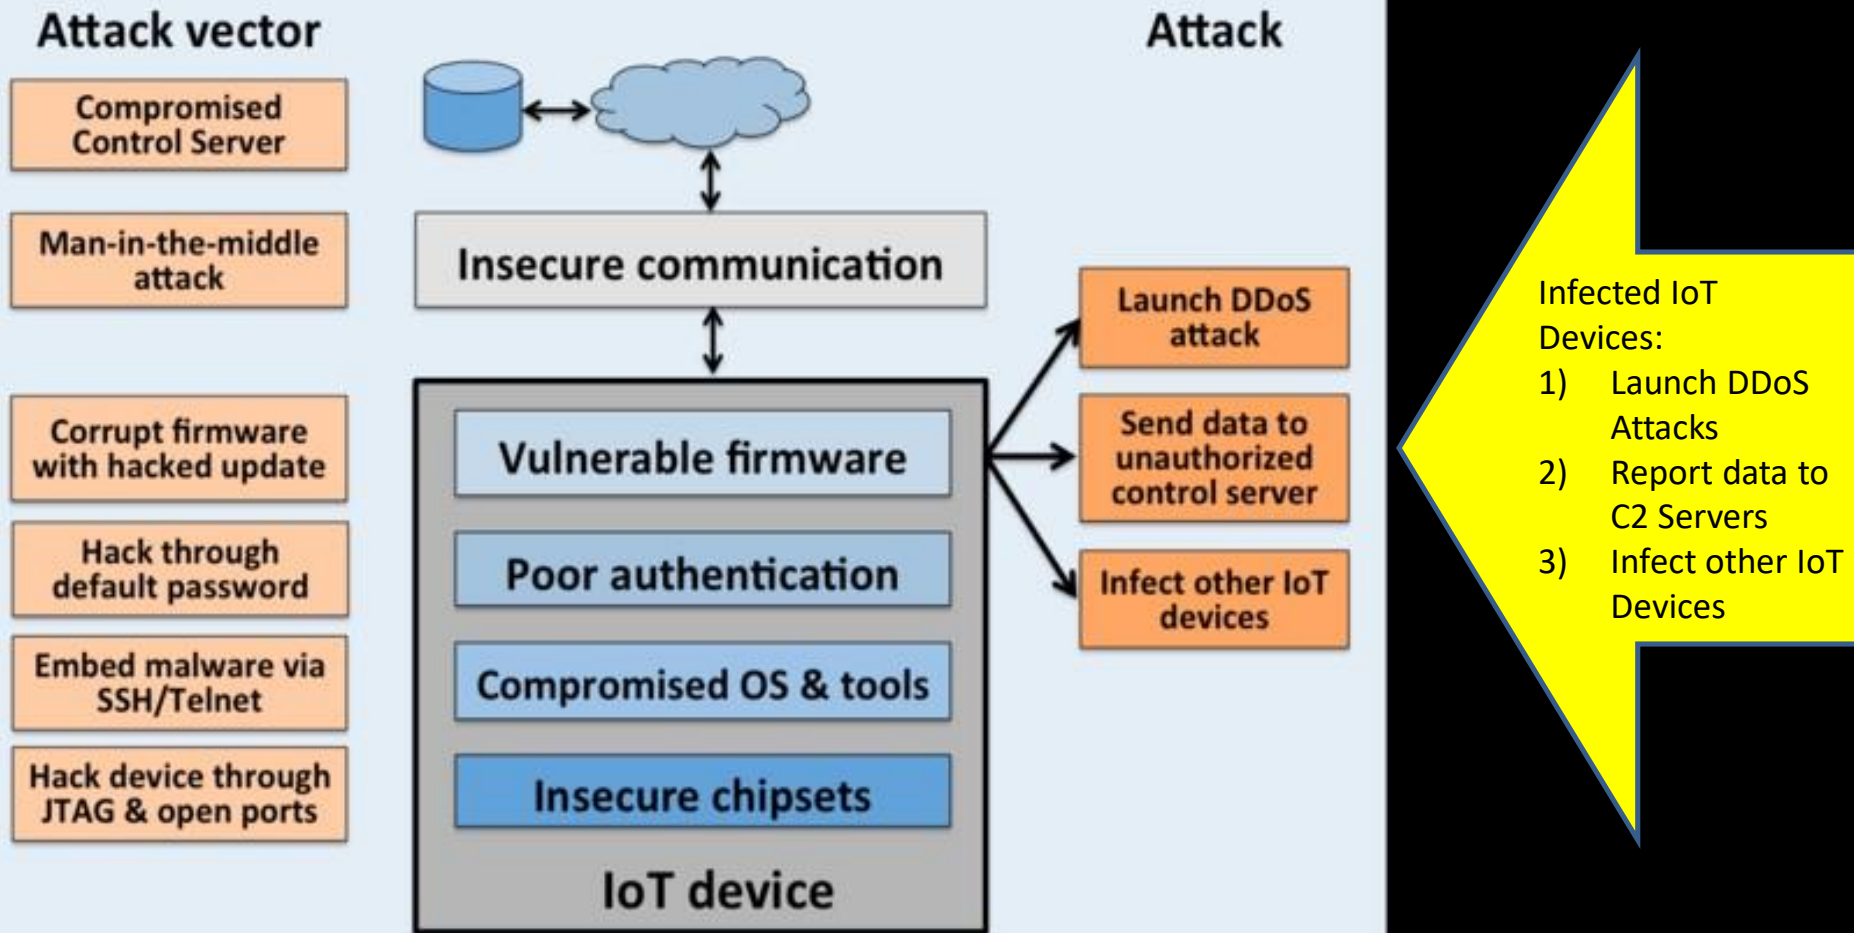 Attack vector
Compromised
Control Server
Man-in-the-middle
attack
Corrupt firmware
with hacked update
Hack through
default password
Embed malware via
SSH/Telnet
Hack device through
JTAG & open ports
Insecure communication
Vulnerable firmware
Poor authentication
Compromised OS & tools
Insecure chipsets
IoT device
Attack
Launch DDoS
attack
Send data to
unauthorized
control server
Infect other IoT
devices
Infected IoT
Devices:
1) Launch DDoS
Attacks
2) Report data to
C2 Servers
3) Infect other IoT
Devices